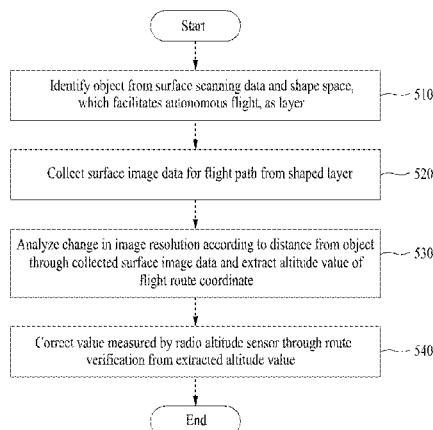 Start
Identify object from surface scanning data and shape space,
which facilitates autonomous flight, as layer
510
Collect surface image data for flight path from shaped layer
520
Analyze change in image resolution according to distance from object
through collected surface image data and extract altitude value of
flight route coordinate
530
Correct value measured by radio altitude sensor through route
verification from extracted altitude value
540
End